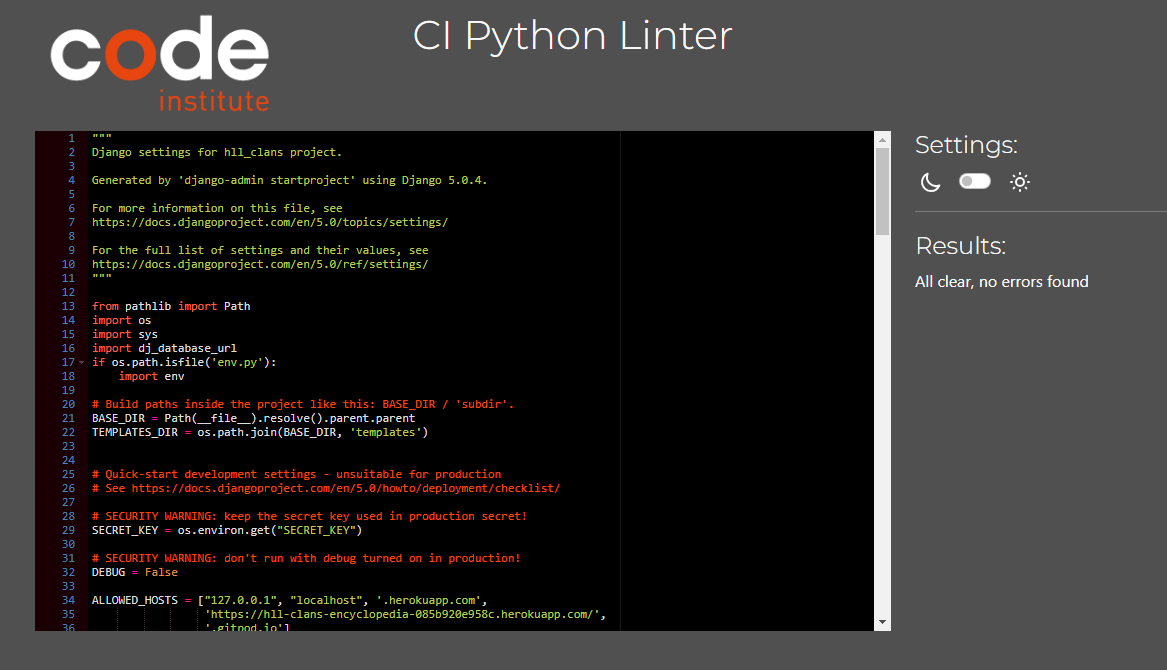 code
institute
CI Python Linter
1 """
2 Django settings for hll_clans project.
3
4 Generated by 'django-admin startproject' using Django 5.0.4.
5
6 For more information on this file, see
7 https://docs.djangoproject.com/en/5.0/topics/settings/
8
9 For the full list of settings and their values, see
10 https://docs.djangoproject.com/en/5.0/ref/settings/
11 """
12
13 from pathlib import Path
14 import os
15 import sys
16 import dj_database_url
17 if os.path.isfile('env.py'):
18     import env
19
20 # Build paths inside the project like this: BASE_DIR / 'subdir'.
21 BASE_DIR = Path(__file__).resolve().parent.parent
22 TEMPLATES_DIR = os.path.join(BASE_DIR, 'templates')
23
24
25 # Quick-start development settings - unsuitable for production
26 # See https://docs.djangoproject.com/en/5.0/howto/deployment/checklist/
27
28 # SECURITY WARNING: keep the secret key used in production secret!
29 SECRET_KEY = os.environ.get("SECRET_KEY")
30
31 # SECURITY WARNING: don't run with debug turned on in production!
32 DEBUG = False
33
34 ALLOWED_HOSTS = ["127.0.0.1", "localhost", '.herokuapp.com',
35                  'https://hll-clans-encyclopedia-085b920e958c.herokuapp.com/',
36                  '.gitpod.io']
Settings:
Results:
All clear, no errors found